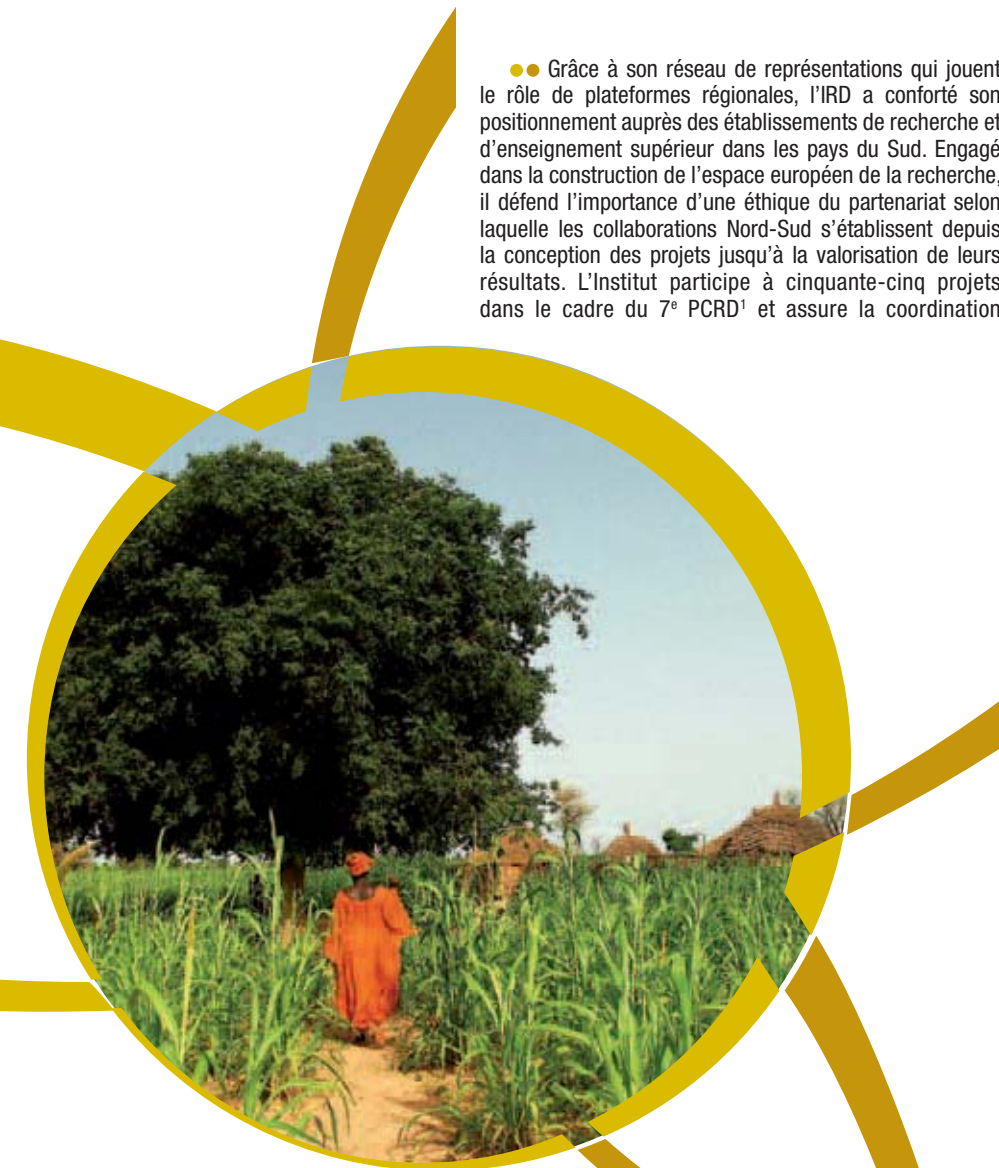 Grâce à son réseau de représentations qui jouent
le rôle de plateformes régionales, l’IRD a conforté son
positionnement auprès des établissements de recherche et
d’enseignement supérieur dans les pays du Sud. Engagé
dans la construction de l’espace européen de la recherche,
il défend l’importance d’une éthique du partenariat selon
laquelle les collaborations Nord-Sud s’établissent depuis
la conception des projets jusqu’à la valorisation de leurs
résultats. L’Institut participe à cinquante-cinq projets
dans le cadre du 7ᵉ PCRD¹ et assure la coordination